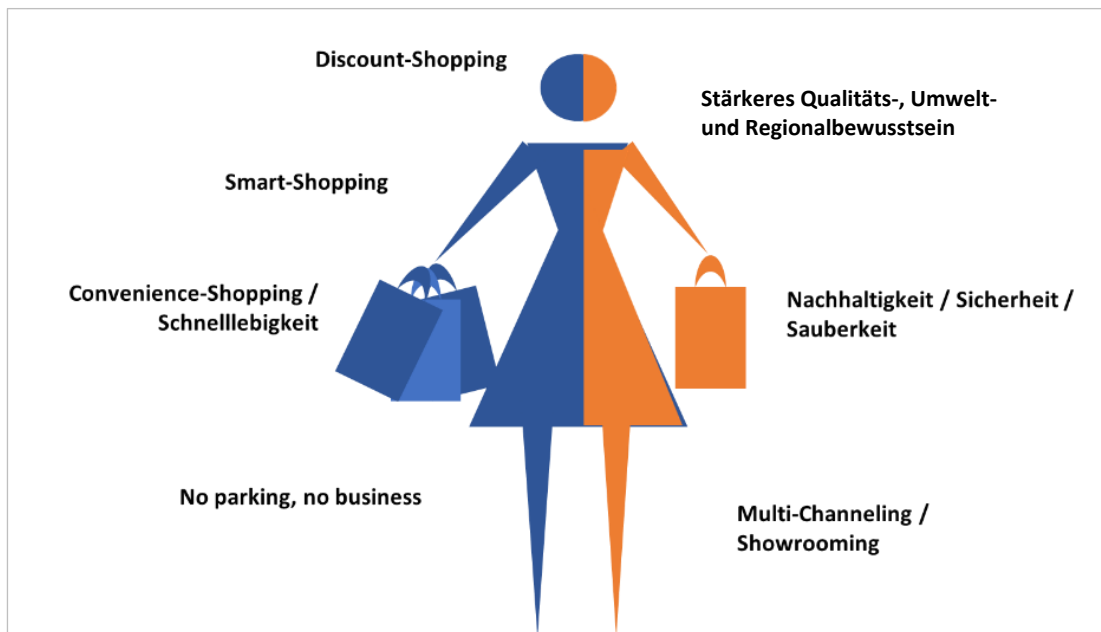 Discount-Shopping
Stärkeres Qualitäts-, Umwelt-
und Regionalbewusstsein
Smart-Shopping
Convenience-Shopping /
Schnelllebigkeit
Nachhaltigkeit / Sicherheit /
Sauberkeit
No parking, no business
Multi-Channeling /
Showrooming